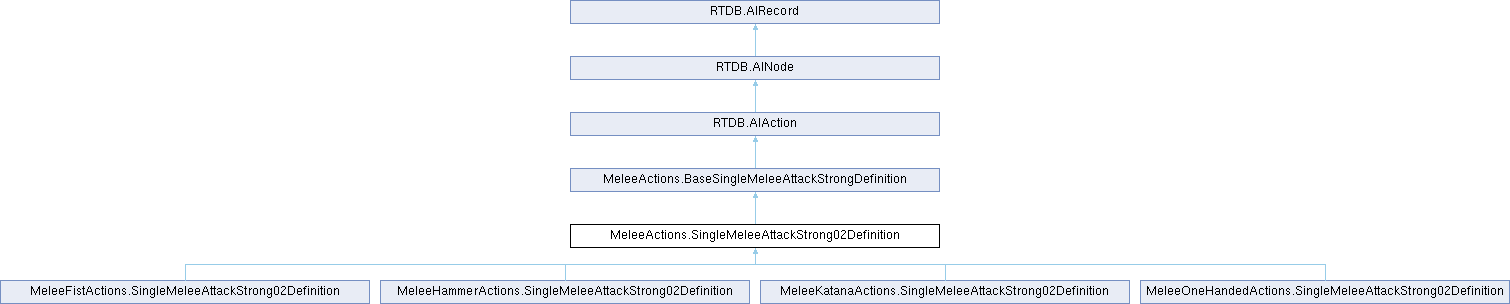 RTDB.AIRecord
RTDB.AINode
RTDB.AIAction
MeleeActions.BaseSingleMeleeAttackStrongDefinition
MeleeActions.SingleMeleeAttackStrong02Definition
MeleeFistActions.SingleMeleeAttackStrong02Definition
MeleeHammerActions.SingleMeleeAttackStrong02Definition
MeleeKatanaActions.SingleMeleeAttackStrong02Definition
MeleeOneHandedActions.SingleMeleeAttackStrong02Definition